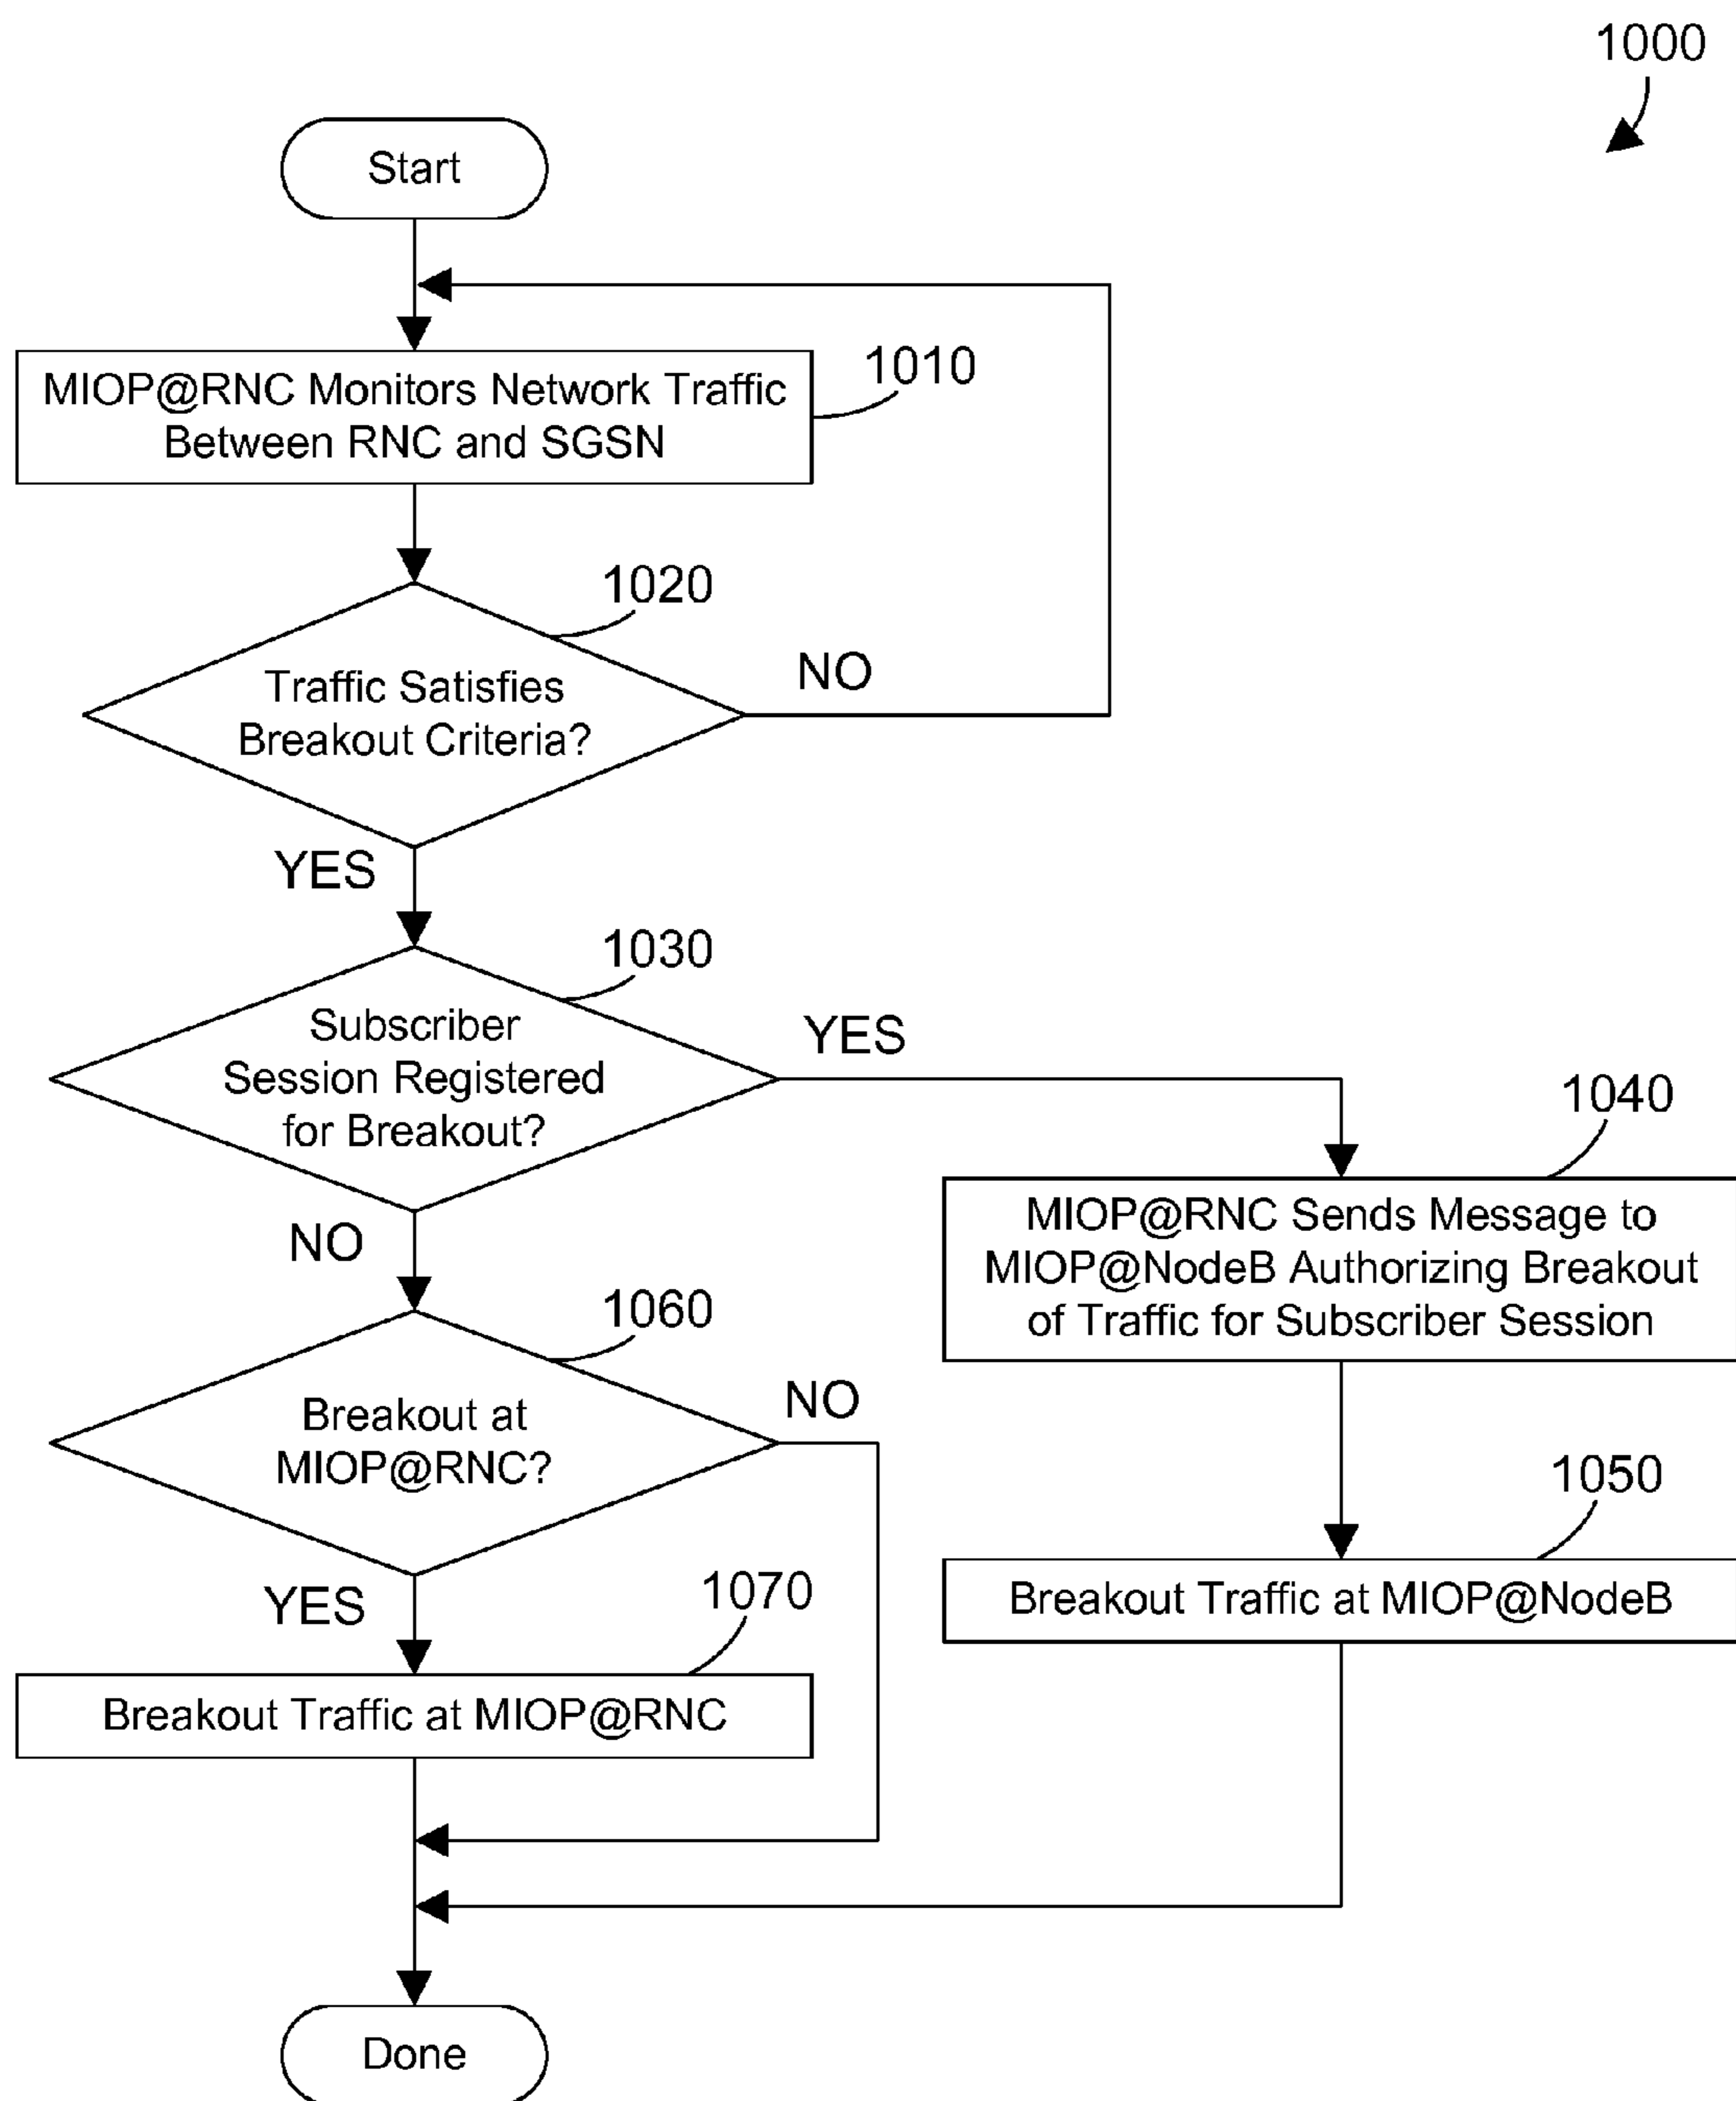 1000
Start
MIOP@RNC Monitors Network Traffic
Between RNC and SGSN
1010
1020
Traffic Satisfies
Breakout Criteria?
NO
YES
1030
Subscriber
Session Registered
for Breakout?
YES
NO
1040
MIOP@RNC Sends Message to
MIOP@NodeB Authorizing Breakout
of Traffic for Subscriber Session
1060
Breakout at
MIOP@RNC?
NO
YES
1050
Breakout Traffic at MIOP@NodeB
1070
Breakout Traffic at MIOP@RNC
Done